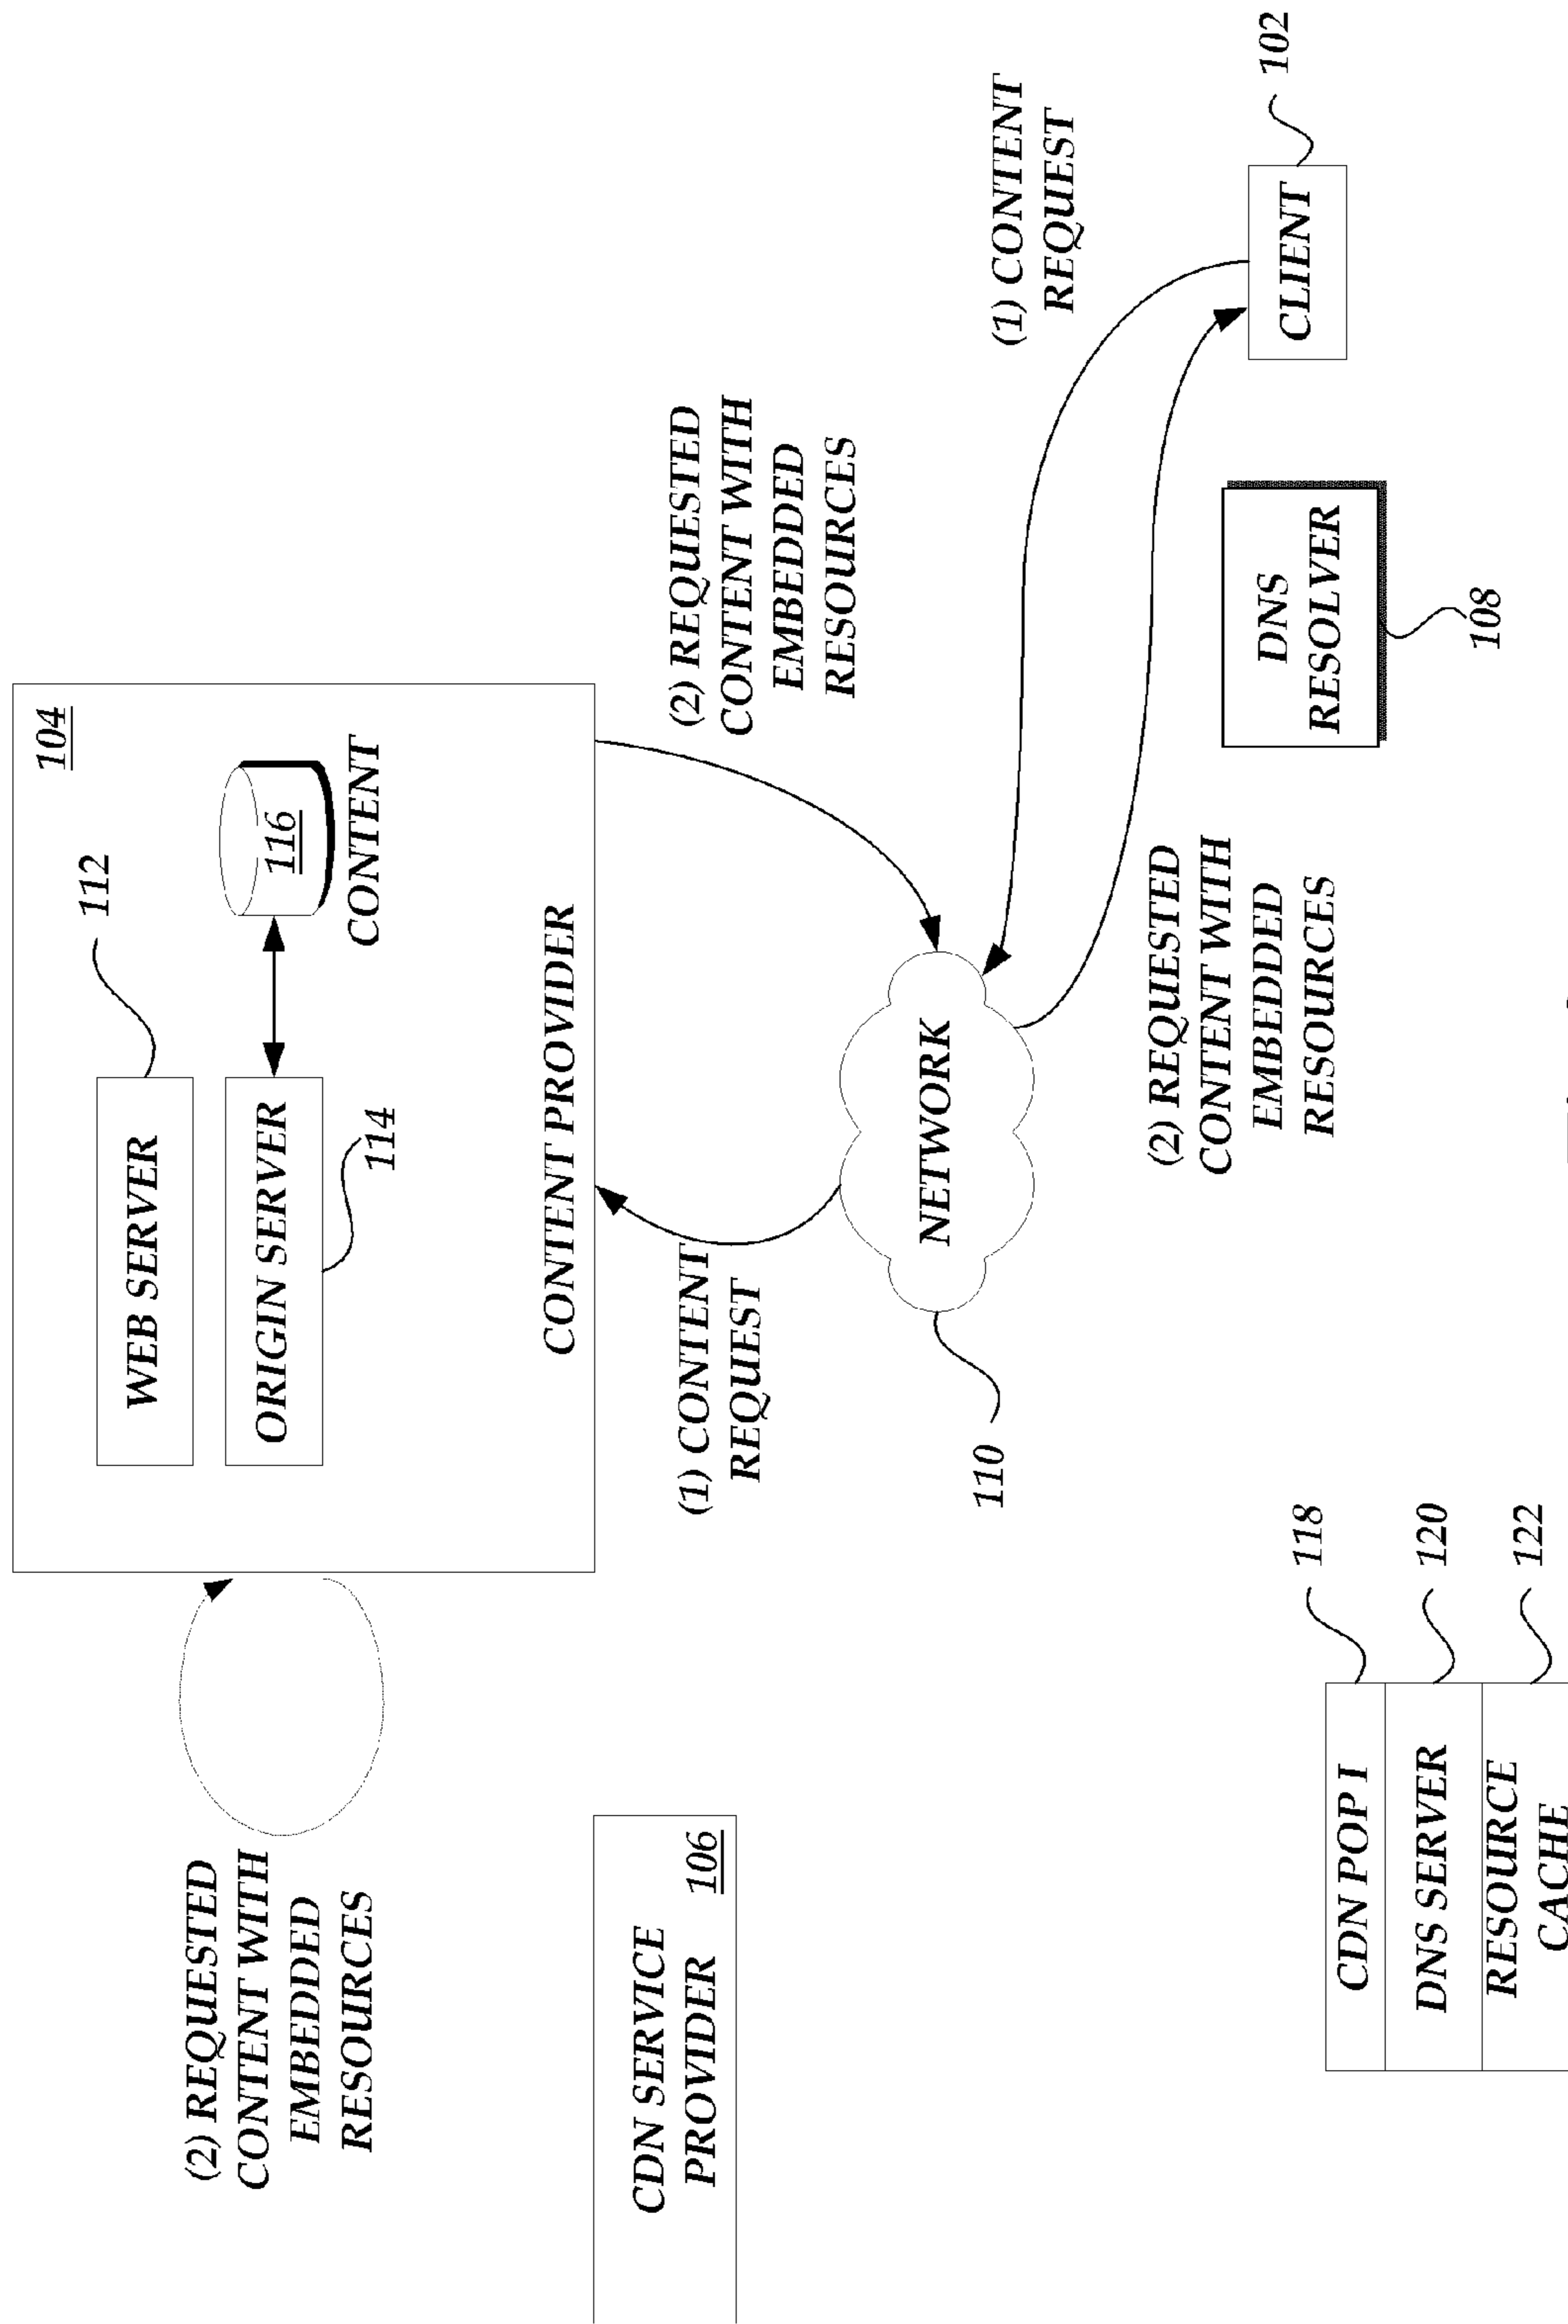 104
112
WEB SERVER
(2) REQUESTED
CONTENT WITH
EMBEDDED
RESOURCES
ORIGIN SERVER
116
CONTENT
114
CONTENT PROVIDER
CDN SERVICE
PROVIDER
106
(1) CONTENT
REQUEST
(2) REQUESTED
CONTENT WITH
EMBEDDED
RESOURCES
NETWORK
110
(1) CONTENT
REQUEST
(2) REQUESTED
CONTENT WITH
EMBEDDED
RESOURCES
CLIENT
102
DNS
RESOLVER
108
CDN POP I
118
DNS SERVER
120
RESOURCE
CACHE
122